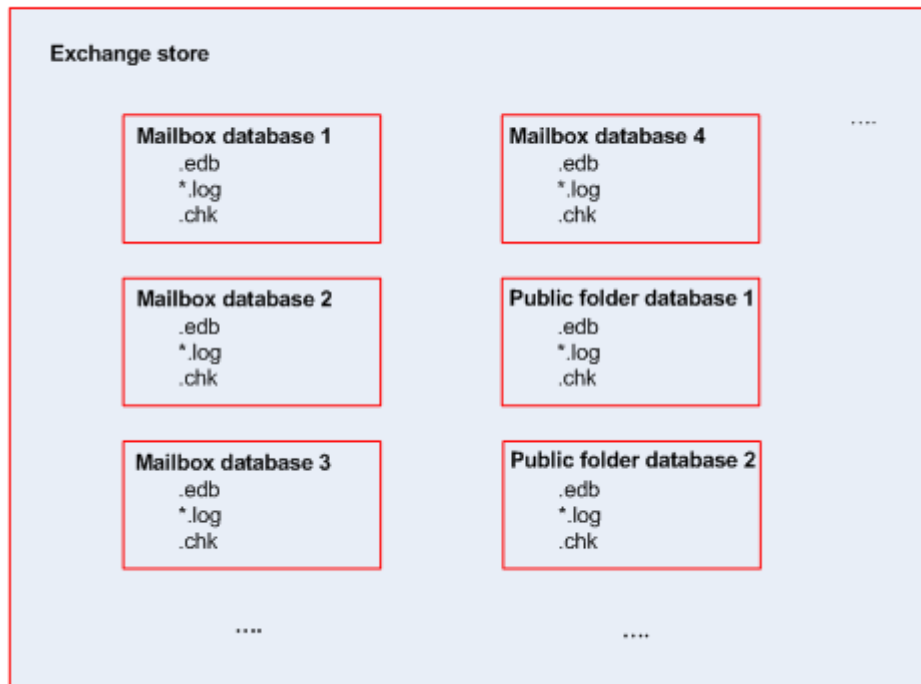 Exchange store
....
Mailbox database 1
.edb
*.log
.chk
Mailbox database 4
.edb
*.log
.chk
Mailbox database 2
.edb
*.log
.chk
Public folder database 1
.edb
*.log
.chk
Mailbox database 3
.edb
*.log
.chk
Public folder database 2
.edb
*.log
.chk
....
....